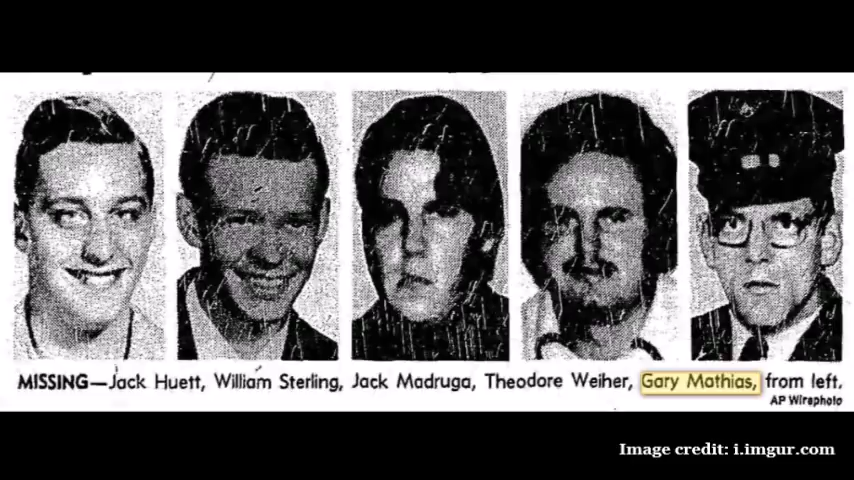 MISSING—Jack Huett, William Sterling, Jack Madruga, Theodore Weiher, Gary Mathias, from left.
AP Wirephoto
Image credit: i.imgur.com